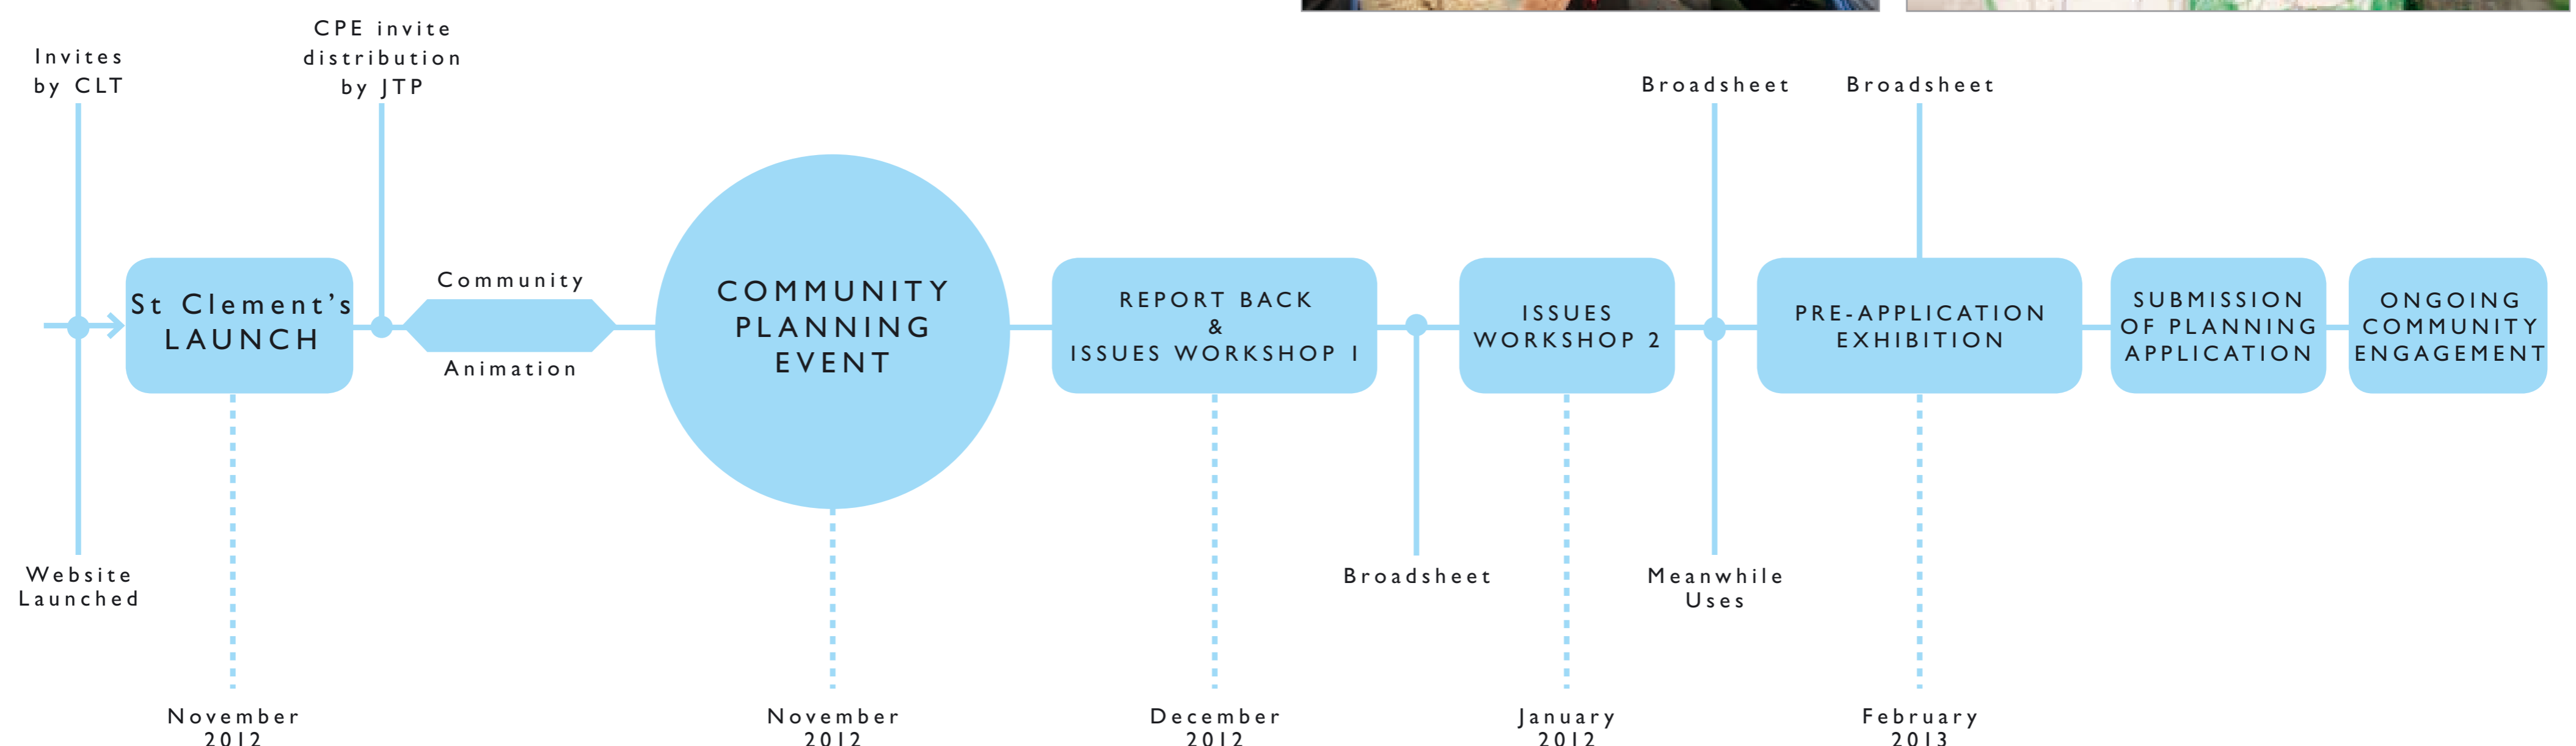 Invites
by CLT
CPE invite
distribution
by JTP
Broadsheet
Broadsheet
St Clement's
LAUNCH
Community
Animation
COMMUNITY
PLANNING
EVENT
REPORT BACK
&
ISSUES WORKSHOP 1
ISSUES
WORKSHOP 2
PRE-APPLICATION
EXHIBITION
SUBMISSION
OF PLANNING
APPLICATION
ONGOING
COMMUNITY
ENGAGEMENT
Website
Launched
Broadsheet
Meanwhile
Uses
November
2012
November
2012
December
2012
January
2012
February
2013